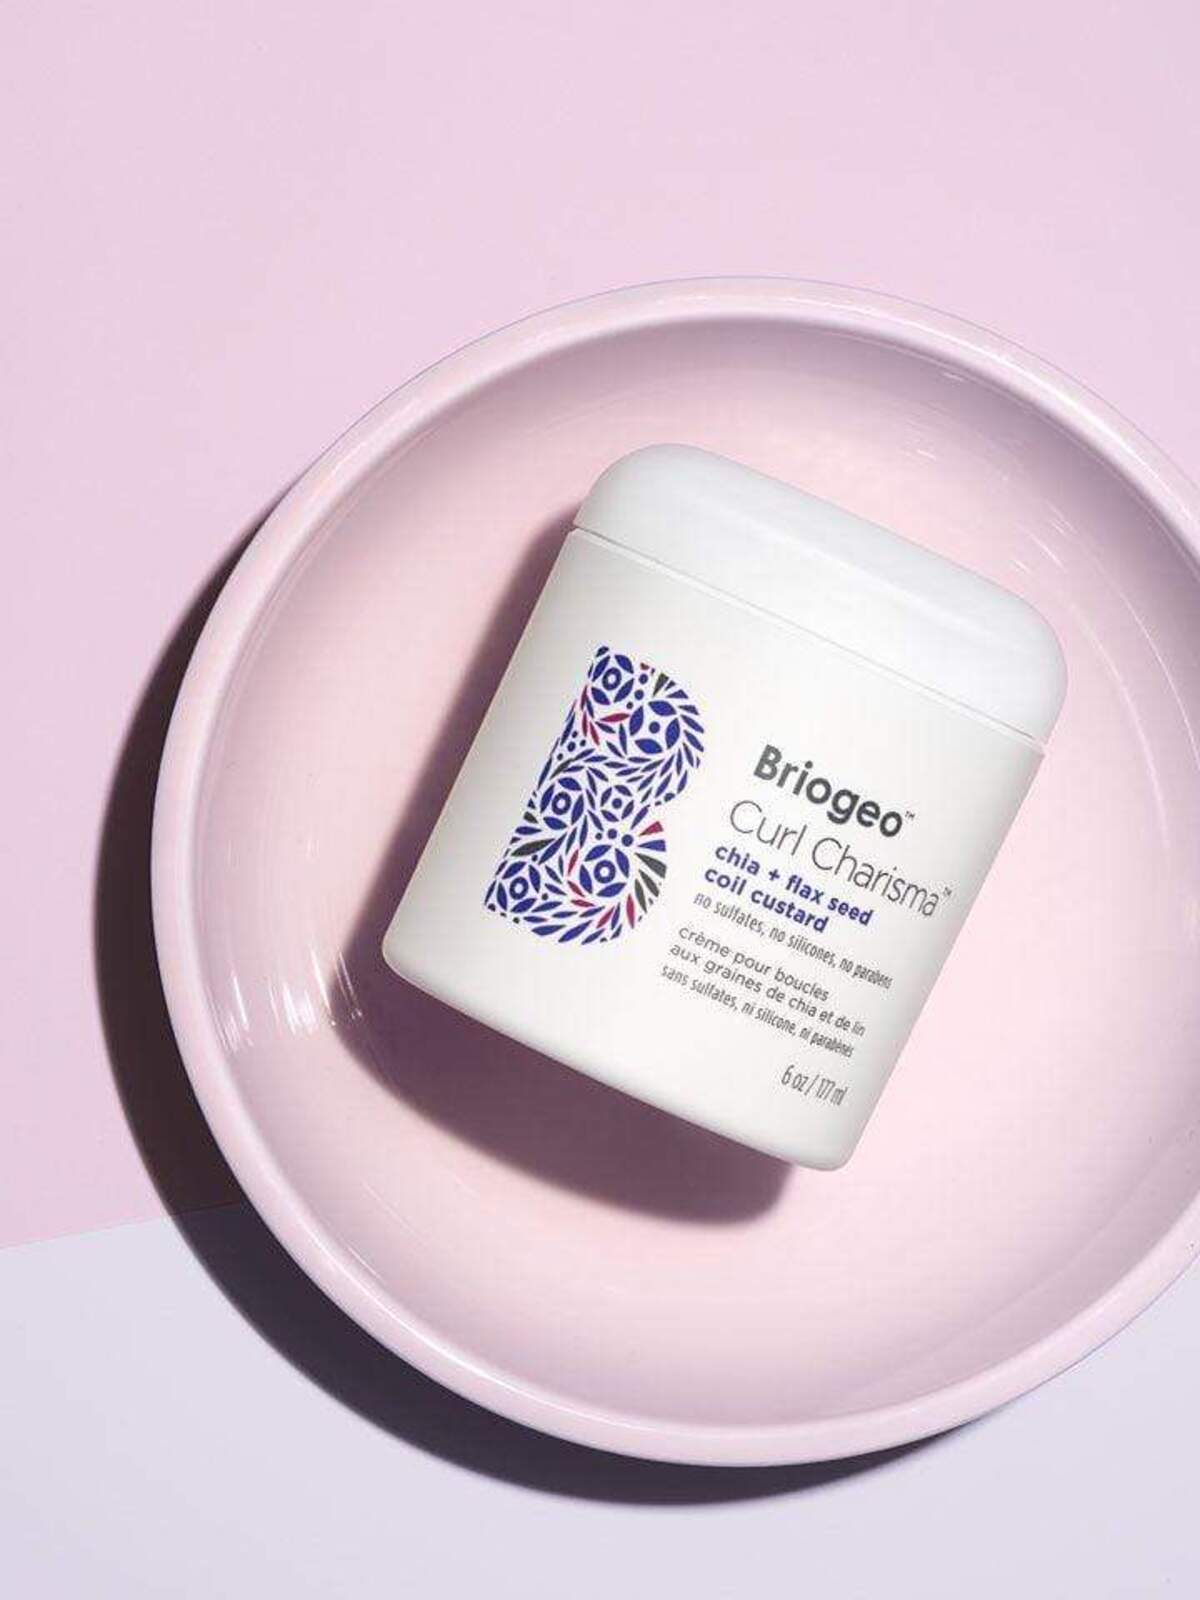 Briogeo™
Curl Charisma™
chia + flax seed
coil custard
no sulfates, no silicones, no parabens
crème pour boucles
aux graines de chia et de lin
sans sulfates, ni silicone, ni parabènes
6 oz / 177 ml